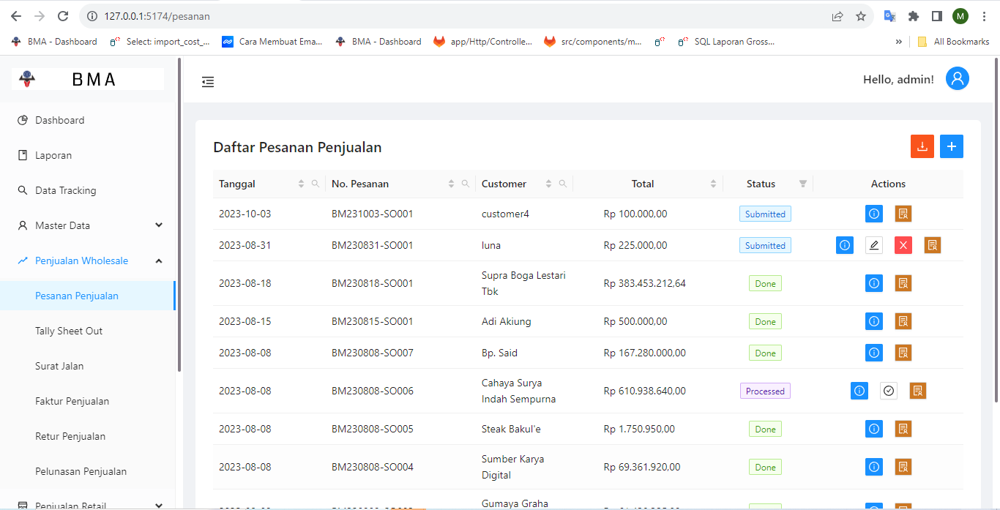 127.0.0.1:5174/pesanan
M
BMA - Dashboard
Select: import_cost_...
Cara Membuat Ema...
BMA - Dashboard
app/Http/Controlle...
src/components/m...
SQL Laporan Gross...
»
All Bookmarks
BMA
Hello, admin!
Dashboard
Laporan
Data Tracking
Master Data
Penjualan Wholesale
Pesanan Penjualan
Tally Sheet Out
Surat Jalan
Faktur Penjualan
Retur Penjualan
Pelunasan Penjualan
Penjualan Retail
Daftar Pesanan Penjualan
Tanggal No. Pesanan Customer Total Status Actions
2023-10-03 BM231003-SO001 customer4 Rp 100.000,00 Submitted
2023-08-31 BM230831-SO001 luna Rp 225.000,00 Submitted
2023-08-18 BM230818-SO001 Supra Boga Lestari Rp 383.453.212,64 Done
Tbk
2023-08-15 BM230815-SO001 Adi Akiung Rp 500.000,00 Done
2023-08-08 BM230808-SO007 Bp. Said Rp 167.280.000,00 Done
2023-08-08 BM230808-SO006 Cahaya Surya Rp 610.938.640,00 Processed
Indah Sempurna
2023-08-08 BM230808-SO005 Steak Bakul'e Rp 1.750.950,00 Done
2023-08-08 BM230808-SO004 Sumber Karya Rp 69.361.920,00 Done
Digital
Gumaya Graha